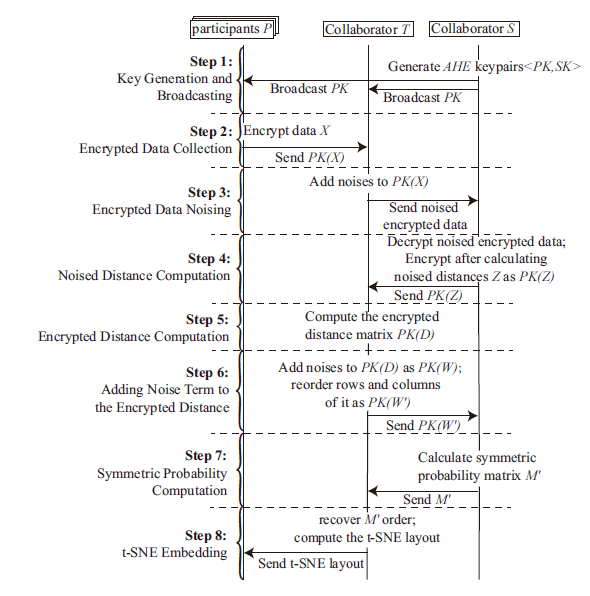 participants P
Collaborator T
Collaborator S
Step 1:
Key Generation and
Broadcasting
Generate AHE keypairs<PK,SK>
Broadcast PK
Broadcast PK
Step 2:
Encrypted Data Collection
Encrypt data X
Send PK(X)
Step 3:
Encrypted Data Noising
Add noises to PK(X)
Send noised
encrypted data
Step 4:
Noised Distance Computation
Decrypt noised encrypted data;
Encrypt after calculating
noised distances Z as PK(Z)
Send PK(Z)
Step 5:
Encrypted Distance Computation
Compute the encrypted
distance matrix PK(D)
Step 6:
Adding Noise Term to
the Encrypted Distance
Add noises to PK(D) as PK(W);
reorder rows and columns
of it as PK(W')
Send PK(W')
Step 7:
Symmetric Probability
Computation
Calculate symmetric
probability matrix M'
Send M'
Step 8:
t-SNE Embedding
recover M' order;
compute the t-SNE layout
Send t-SNE layout